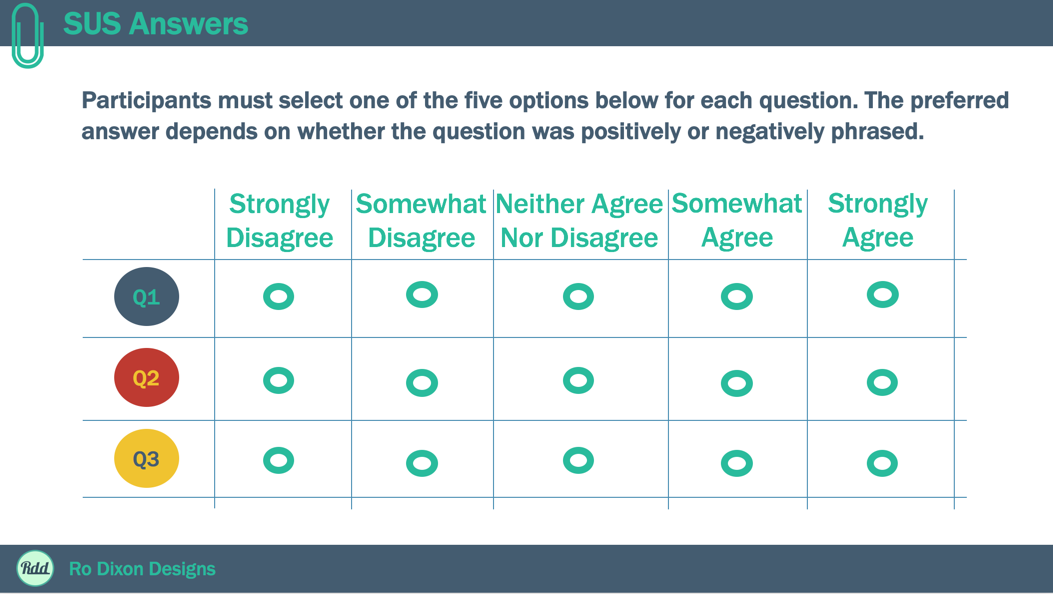 SUS Answers
Participants must select one of the five options below for each question. The preferred
answer depends on whether the question was positively or negatively phrased.
Strongly Disagree
Somewhat Disagree
Neither Agree Nor Disagree
Somewhat Agree
Strongly Agree
Q1
Q2
Q3
Rdd
Ro Dixon Designs